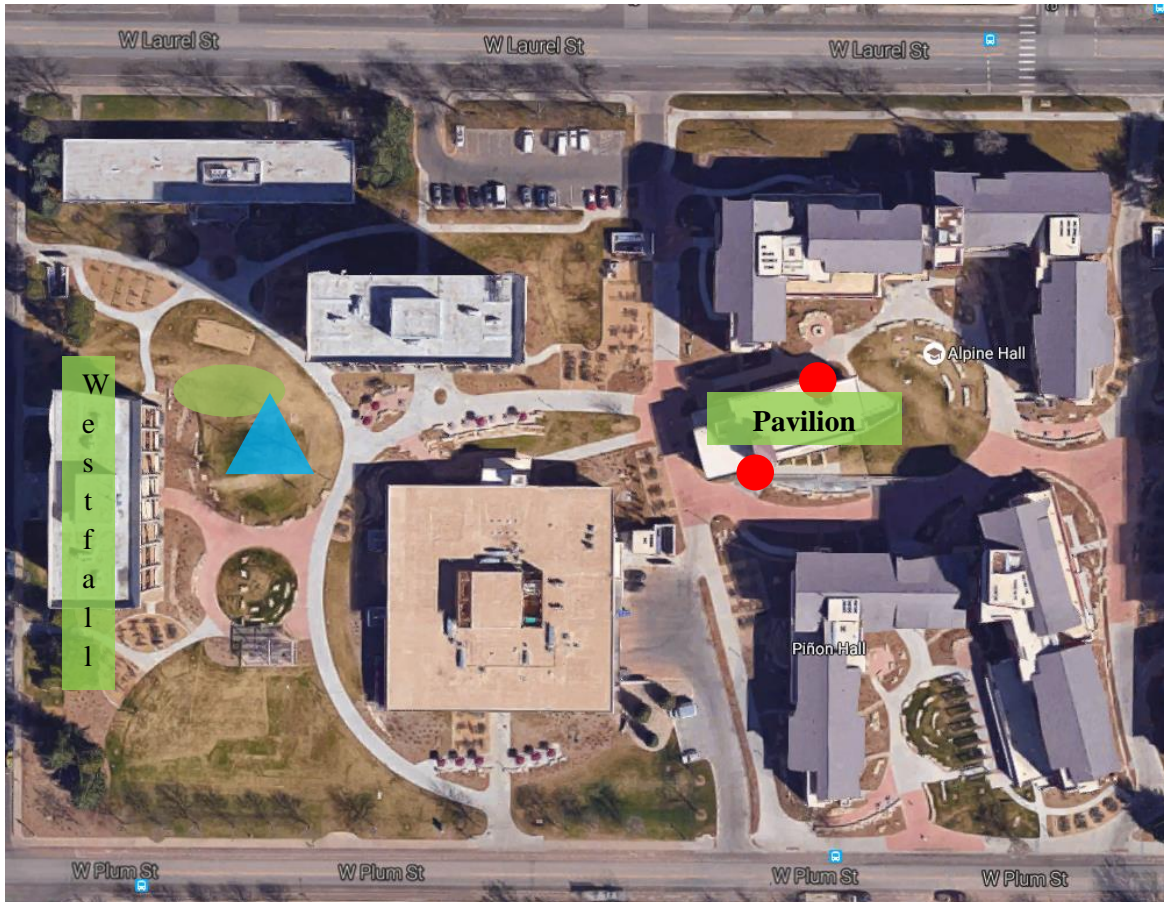 W Laurel St
W Laurel St
W Laurel St
Alpine Hall
W
e
s
t
f
a
l
l
Pavilion
Piñon Hall
W Plum St
W Plum St
W Plum St
W Plum St